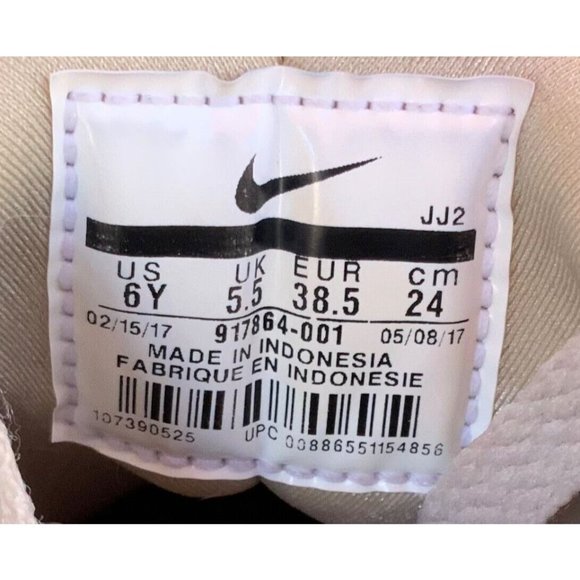 JJ2
US UK EUR cm
6Y 5.5 38.5 24
02/15/17 917864-001 05/08/17
MADE IN INDONESIA
FABRIQUE EN INDONESIE
107390525 UPC 00886551154856